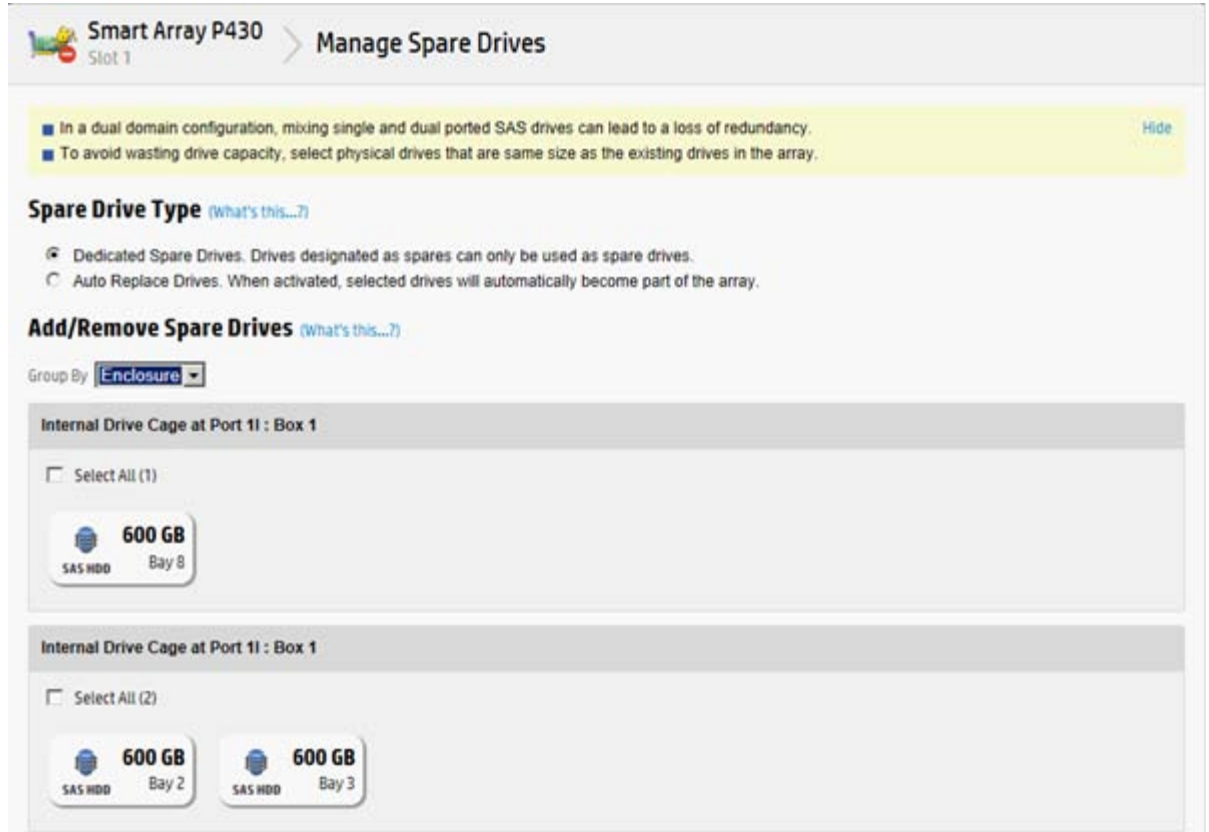 Smart Array P430
Slot 1
Manage Spare Drives
In a dual domain configuration, mixing single and dual ported SAS drives can lead to a loss of redundancy.
Hide
To avoid wasting drive capacity, select physical drives that are same size as the existing drives in the array.
Spare Drive Type (What's this...?)
Dedicated Spare Drives. Drives designated as spares can only be used as spare drives.
Auto Replace Drives. When activated, selected drives will automatically become part of the array.
Add/Remove Spare Drives (What's this...?)
Group By Enclosure
Internal Drive Cage at Port 1I : Box 1
Select All (1)
600 GB
SAS HDD Bay 8
Internal Drive Cage at Port 1I : Box 1
Select All (2)
600 GB
SAS HDD Bay 2
600 GB
SAS HDD Bay 3